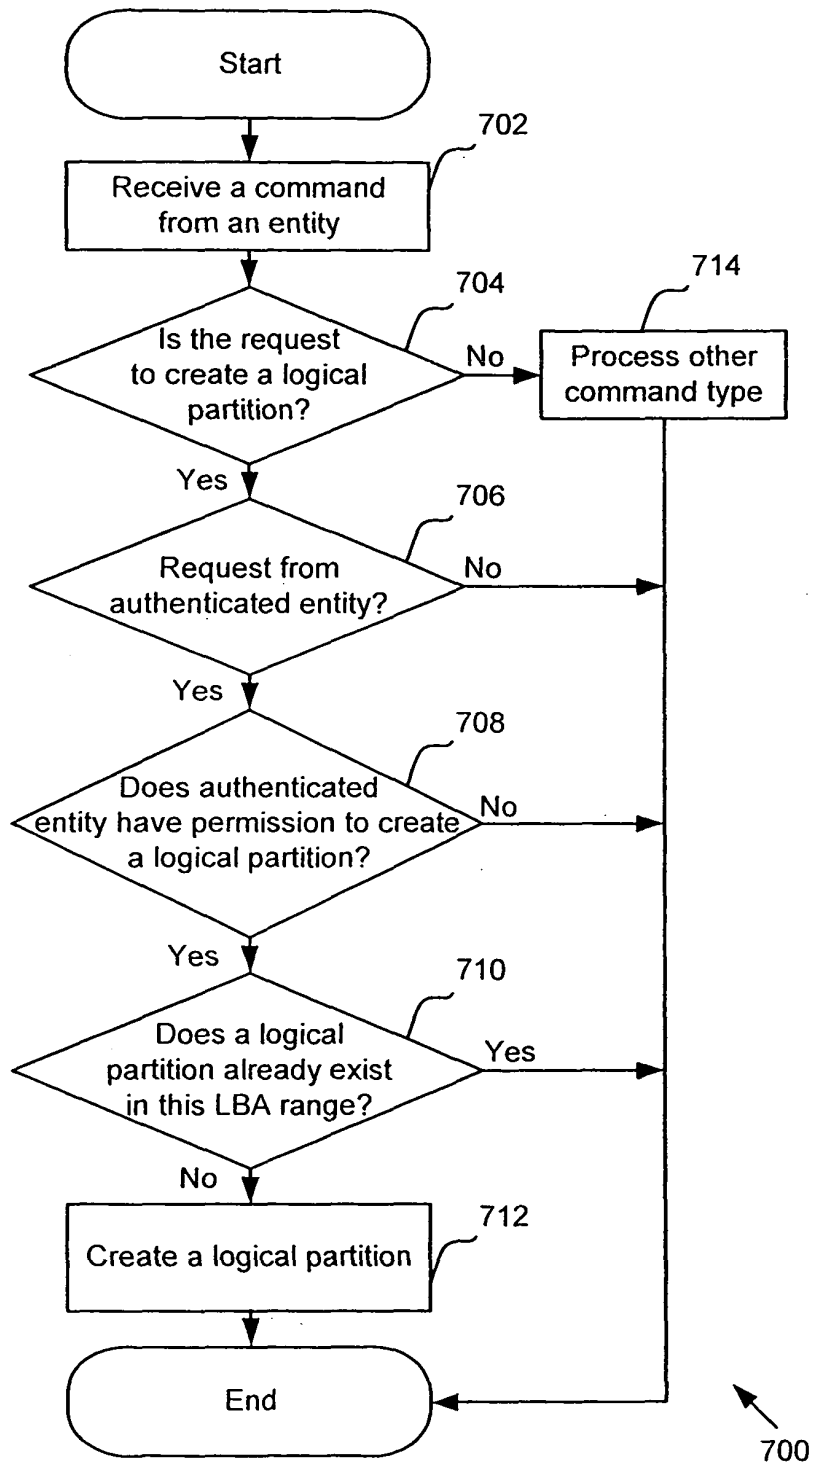 Start
702
Receive a command
from an entity
704
714
Is the request
to create a logical
partition?
No
Process other
command type
Yes
706
Request from
authenticated entity?
No
Yes
708
Does authenticated
entity have permission to create
a logical partition?
No
Yes
710
Does a logical
partition already exist
in this LBA range?
Yes
No
712
Create a logical partition
End
700